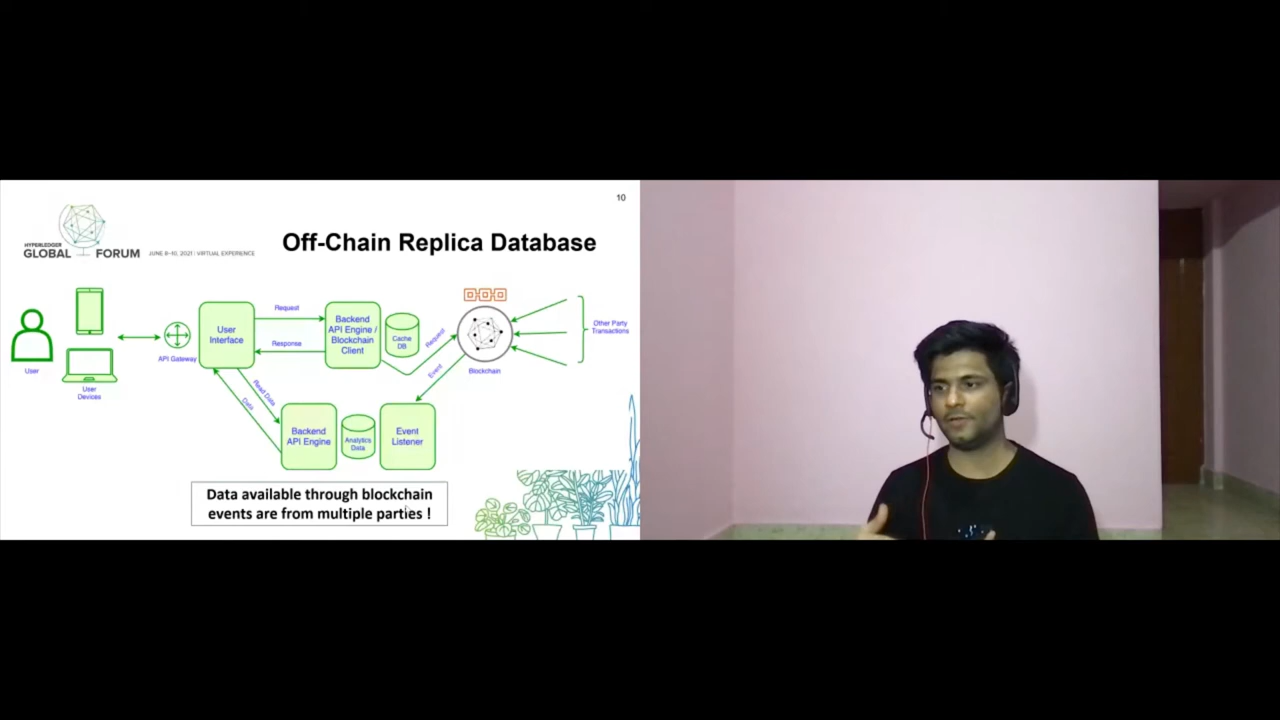 10
HYPERLEDGER
GLOBAL FORUM
JUNE 8-10, 2021 | VIRTUAL EXPERIENCE
Off-Chain Replica Database
User
User
Devices
API Gateway
User
Interface
Request
Response
Backend
API Engine /
Blockchain
Client
Cache
DB
Request
Event
Blockchain
Other Party
Transactions
Read Data
Data
Backend
API Engine
Analytics
Data
Event
Listener
Data available through blockchain
events are from multiple parties !